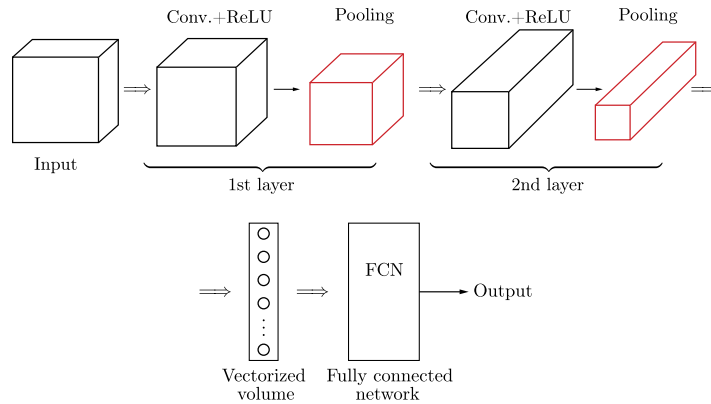 Conv.+ReLU
Pooling
Conv.+ReLU
Pooling
Input
1st layer
2nd layer
FCN
Output
Vectorized
volume
Fully connected
network